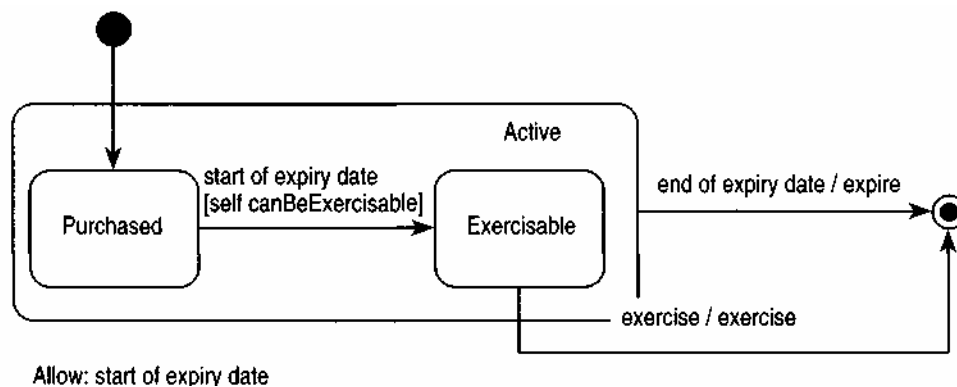 Active
start of expiry date
[self canBeExercisable]
Purchased
Exercisable
end of expiry date / expire
exercise / exercise
Allow: start of expiry date